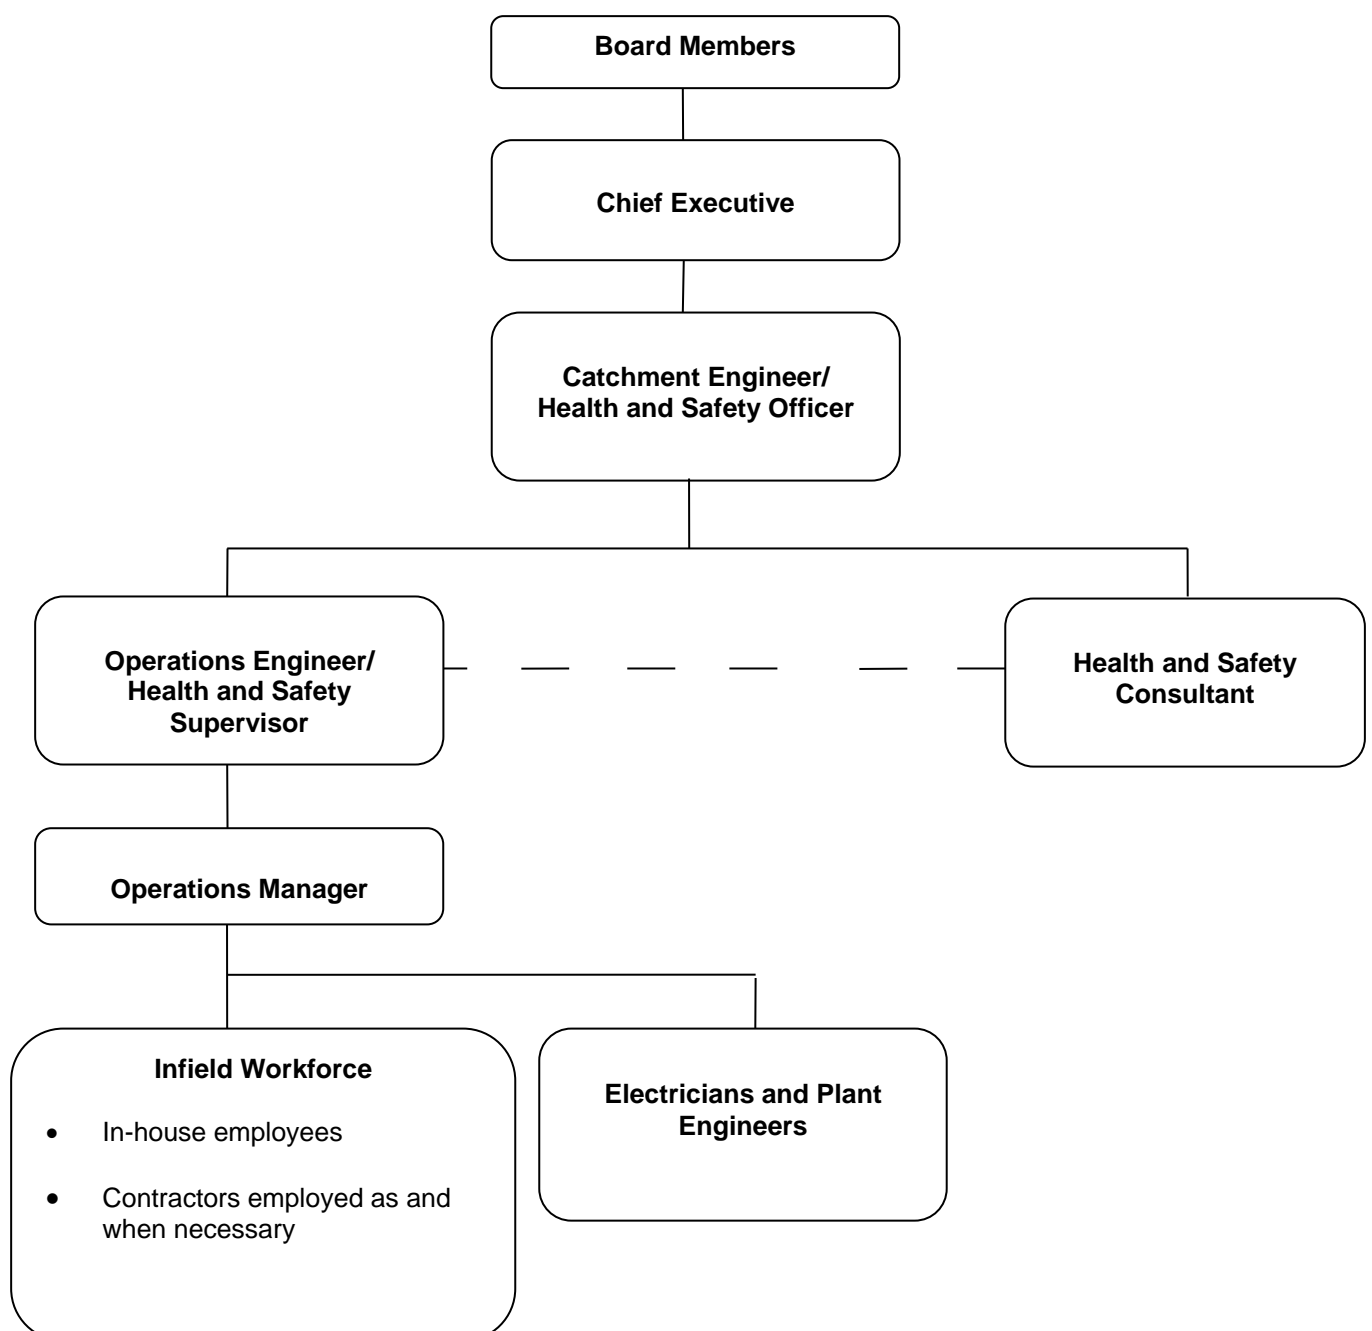 Board Members
Chief Executive
Catchment Engineer/
Health and Safety Officer
Operations Engineer/
Health and Safety
Supervisor
Health and Safety
Consultant
Operations Manager
Infield Workforce
• In-house employees
• Contractors employed as and
when necessary
Electricians and Plant
Engineers